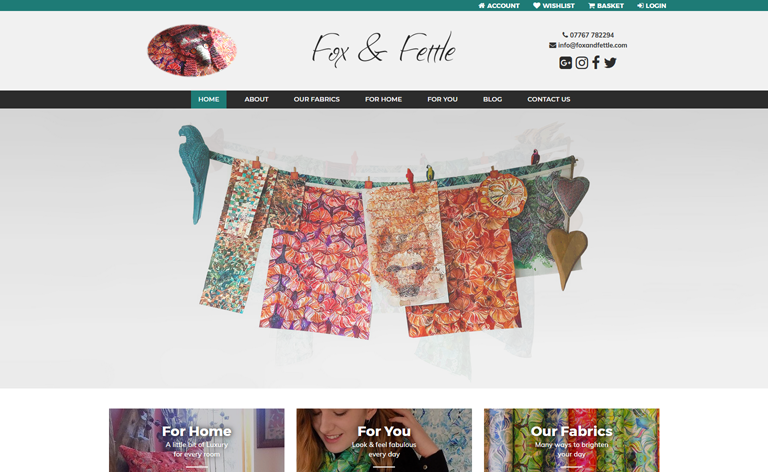 ACCOUNT WISHLIST BASKET LOGIN
Fox & Fettle
07767 782294
info@foxandfettle.com
HOME ABOUT OUR FABRICS FOR HOME FOR YOU BLOG CONTACT US
For Home
A little bit of Luxury
for every room
For You
Look & feel fabulous
every day
Our Fabrics
Many ways to brighten
your day